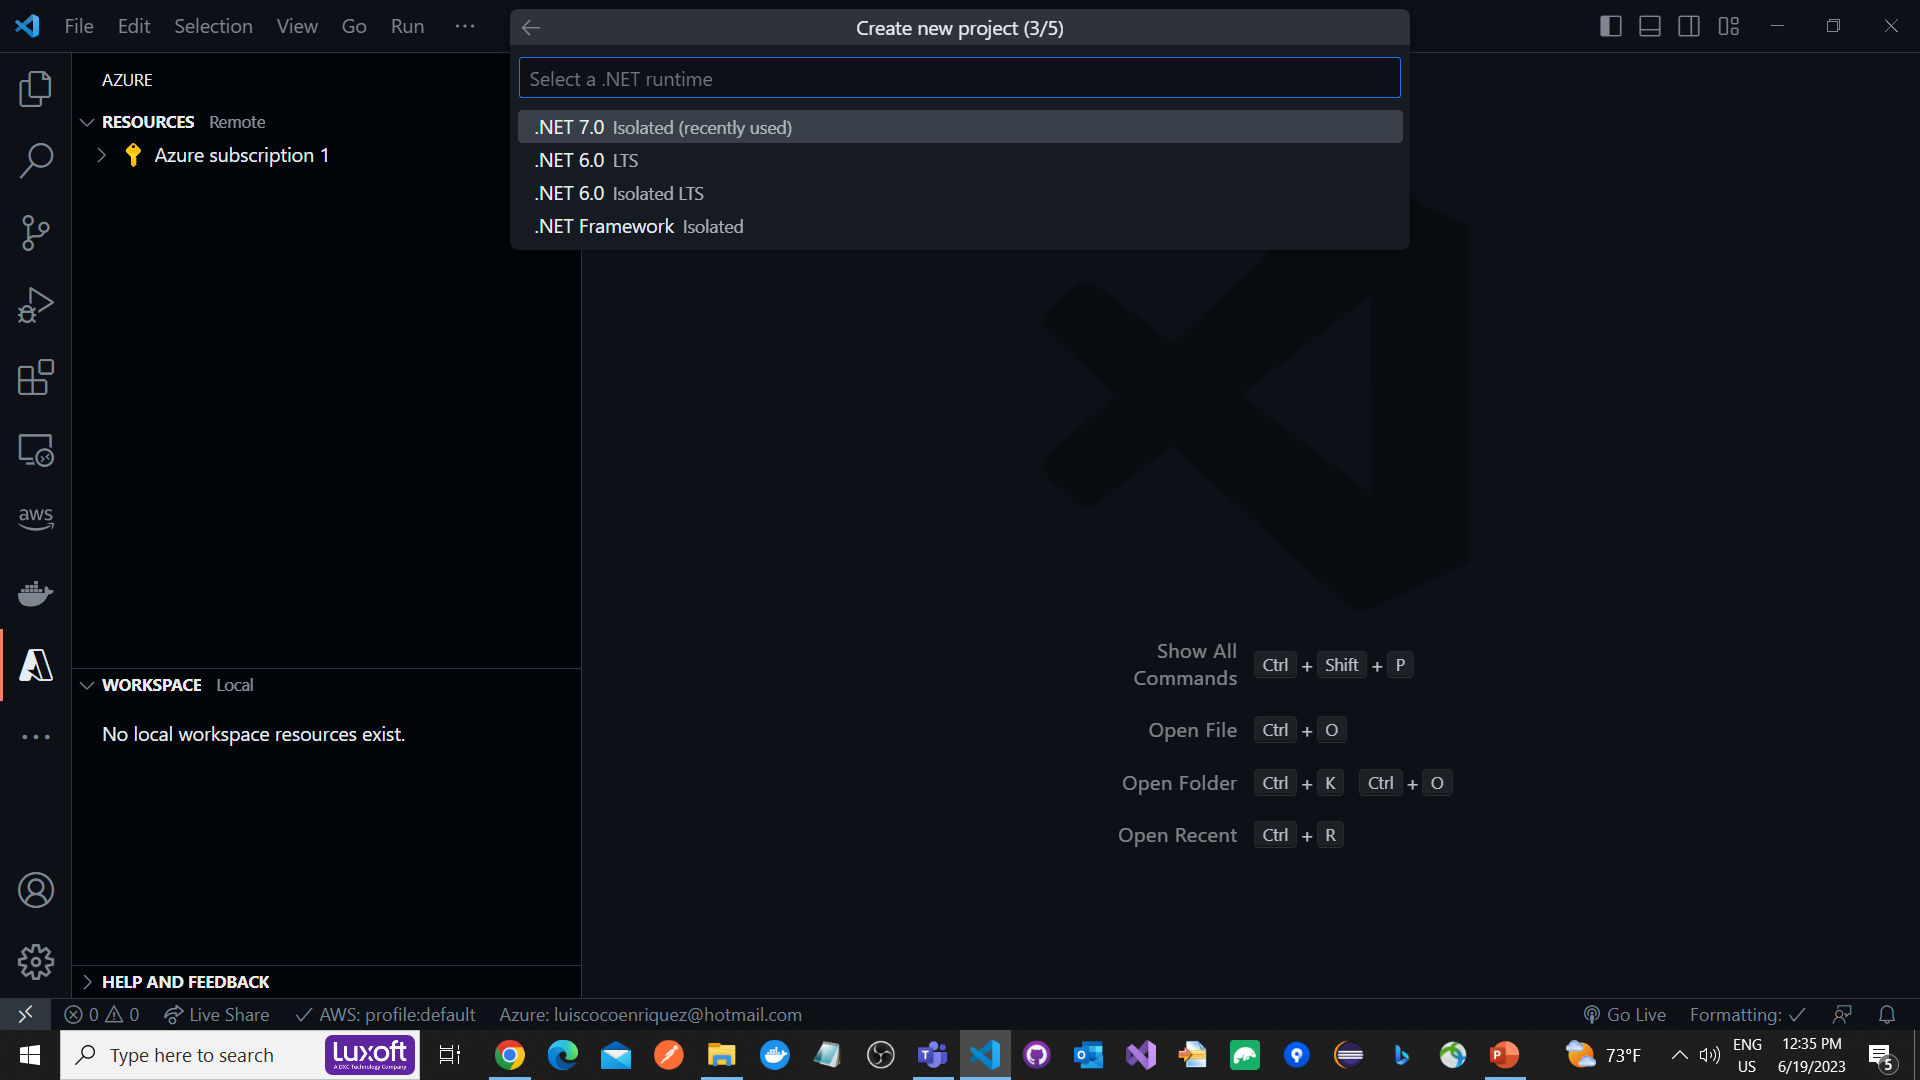 File Edit Selection View Go Run ···
Create new project (3/5)
Select a .NET runtime
.NET 7.0 Isolated (recently used)
.NET 6.0 LTS
.NET 6.0 Isolated LTS
.NET Framework Isolated
AZURE
RESOURCES Remote
Azure subscription 1
aws
WORKSPACE Local
No local workspace resources exist.
HELP AND FEEDBACK
Show All Commands Ctrl + Shift + P
Open File Ctrl + O
Open Folder Ctrl + K Ctrl + O
Open Recent Ctrl + R
0 0 Live Share AWS: profile:default Azure: luiscocoenriquez@hotmail.com Go Live Formatting:
Type here to search
luxoft
A DXC Technology Company
73°F
ENG
US
12:35 PM
6/19/2023
5